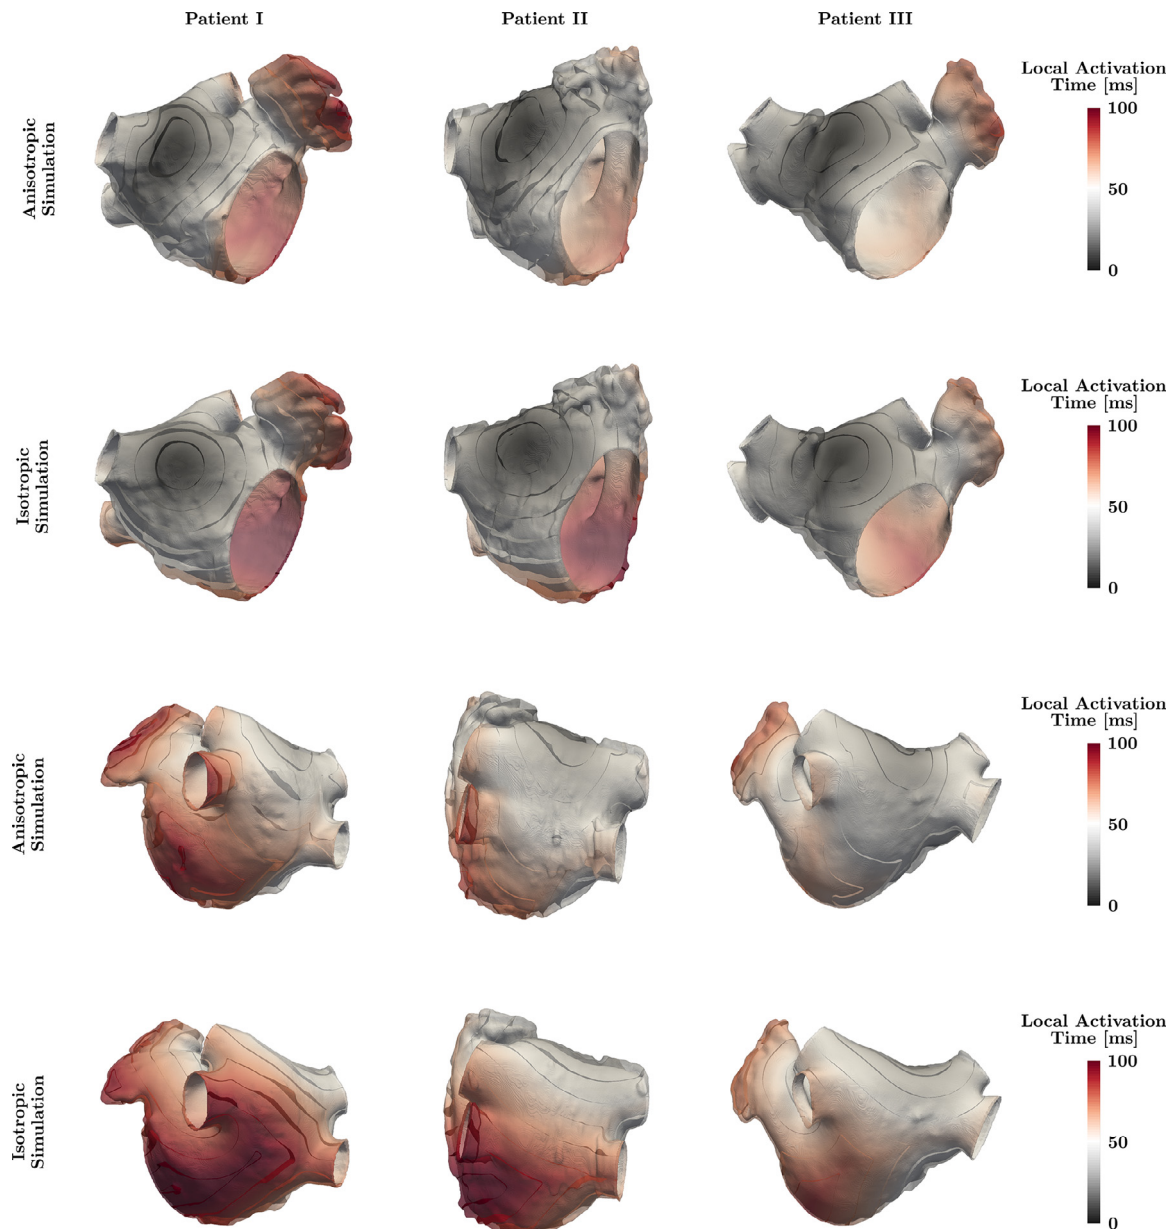 Patient I
Patient II
Patient III
Anisotropic
Simulation
Local Activation
Time [ms]
100
50
0
Isotropic
Simulation
Local Activation
Time [ms]
100
50
0
Anisotropic
Simulation
Local Activation
Time [ms]
100
50
0
Isotropic
Simulation
Local Activation
Time [ms]
100
50
0